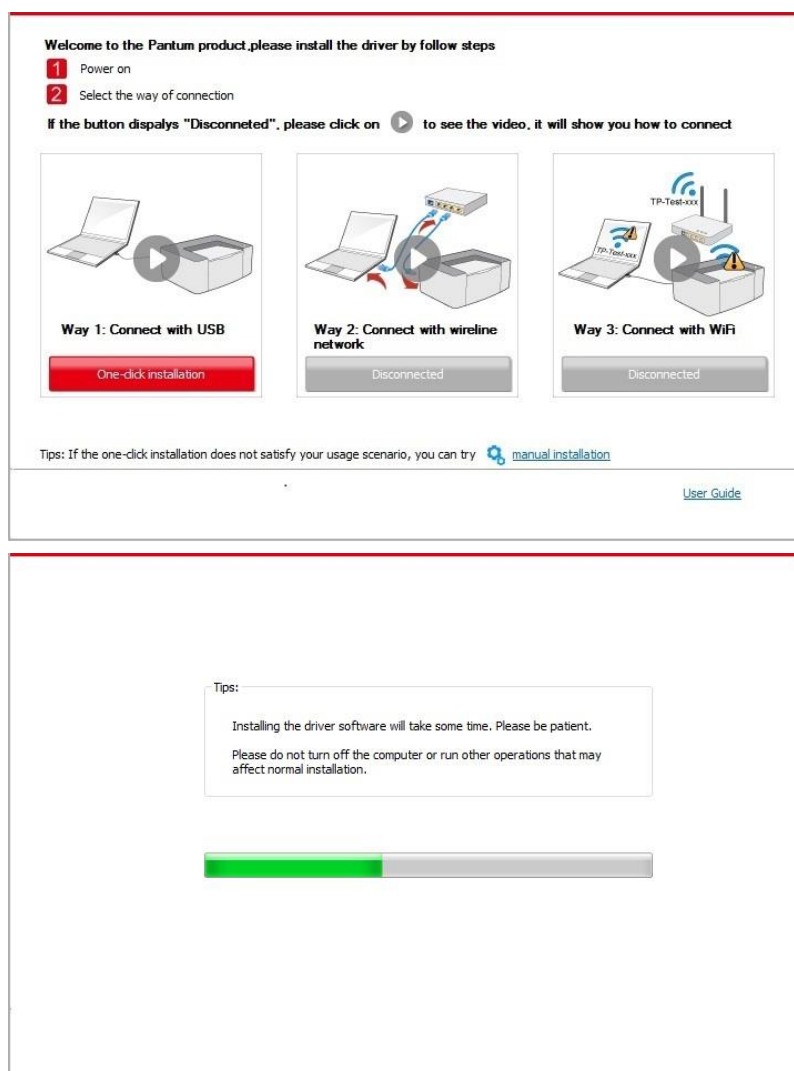 Welcome to the Pantum product,please install the driver by follow steps
1 Power on
2 Select the way of connection
If the button dispalys "Disconneted", please click on to see the video, it will show you how to connect
TP-Test-xxx
TP-Test-xxx
Way 1: Connect with USB
Way 2: Connect with wireline
network
Way 3: Connect with WiFi
One-click installation
Disconnected
Disconnected
Tips: If the one-click installation does not satisfy your usage scenario, you can try manual installation
User Guide
Tips:
Installing the driver software will take some time. Please be patient.
Please do not turn off the computer or run other operations that may
affect normal installation.